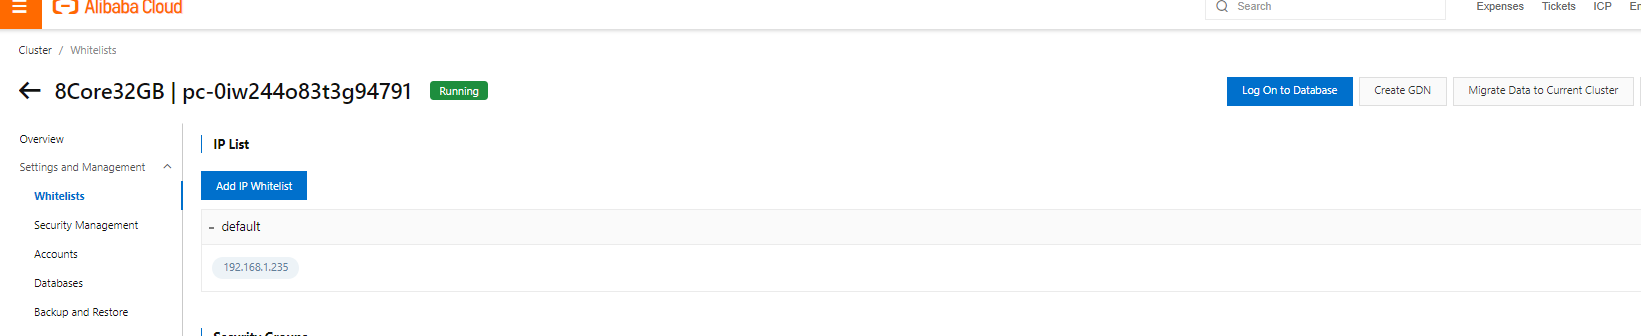 Alibaba Cloud
Search
Expenses Tickets ICP En
Cluster / Whitelists
8Core32GB | pc-0iw244o83t3g94791 Running
Log On to Database Create GDN Migrate Data to Current Cluster
Overview
Settings and Management
Whitelists
Security Management
Accounts
Databases
Backup and Restore
IP List
Add IP Whitelist
- default
192.168.1.235
Security Groups